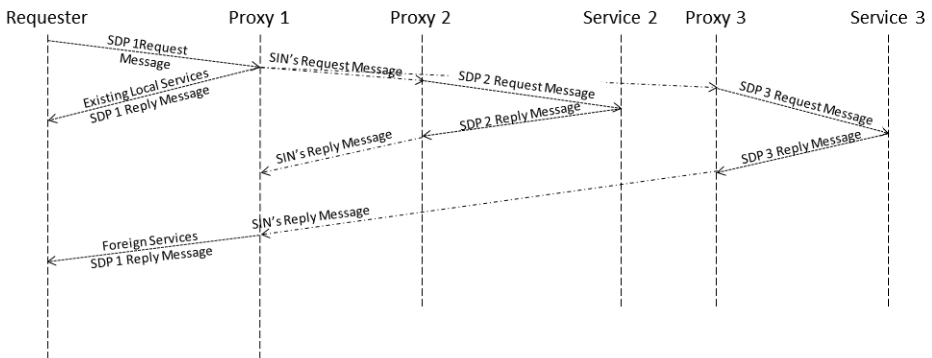 Requester Proxy 1 Proxy 2 Service 2 Proxy 3 Service 3
SDP 1Request
Message
SIN's Request Message
Existing Local Services
SDP 1 Reply Message
SDP 2 Request Message
SDP 3 Request Message
SDP 2 Reply Message
SIN's Reply Message
SDP 3 Reply Message
SIN's Reply Message
Foreign Services
SDP 1 Reply Message